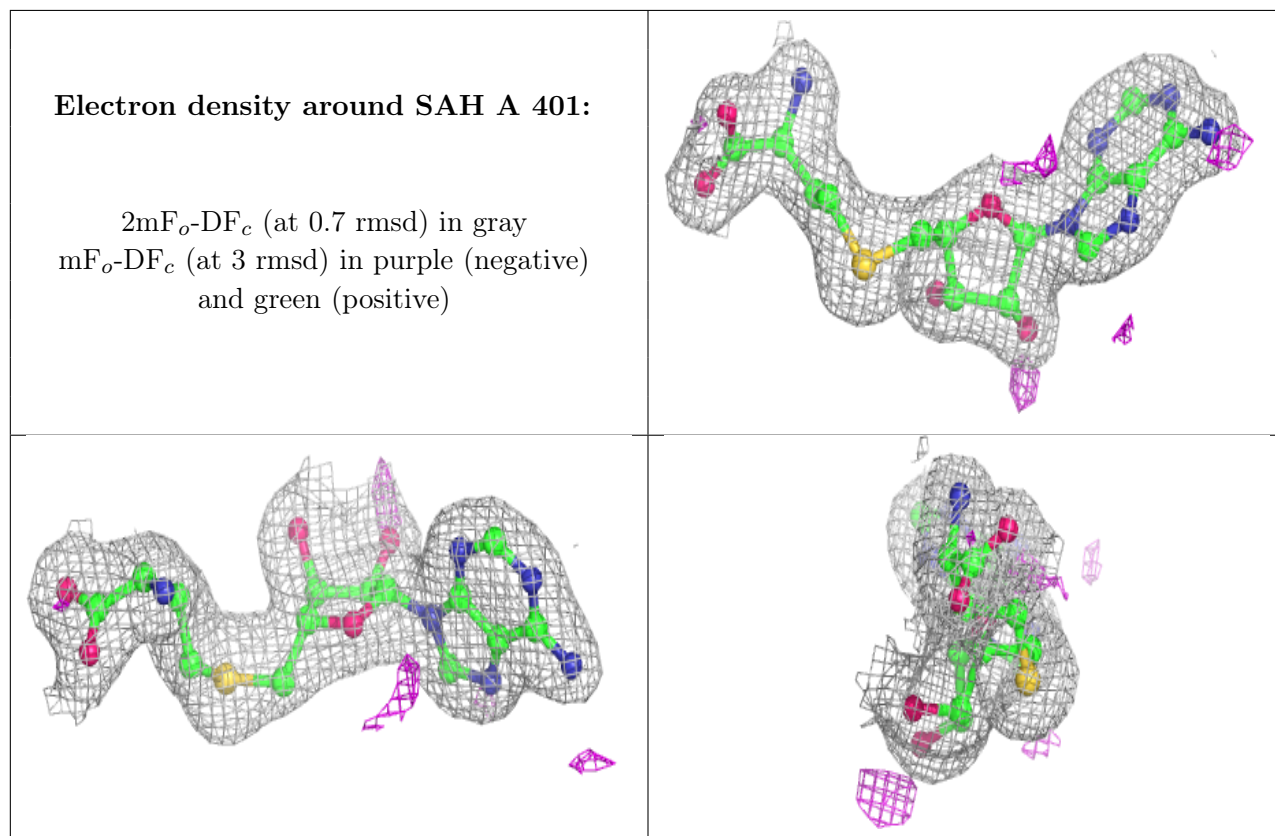 Electron density around SAH A 401:
2mFo-DFc (at 0.7 rmsd) in gray
mFo-DFc (at 3 rmsd) in purple (negative)
and green (positive)